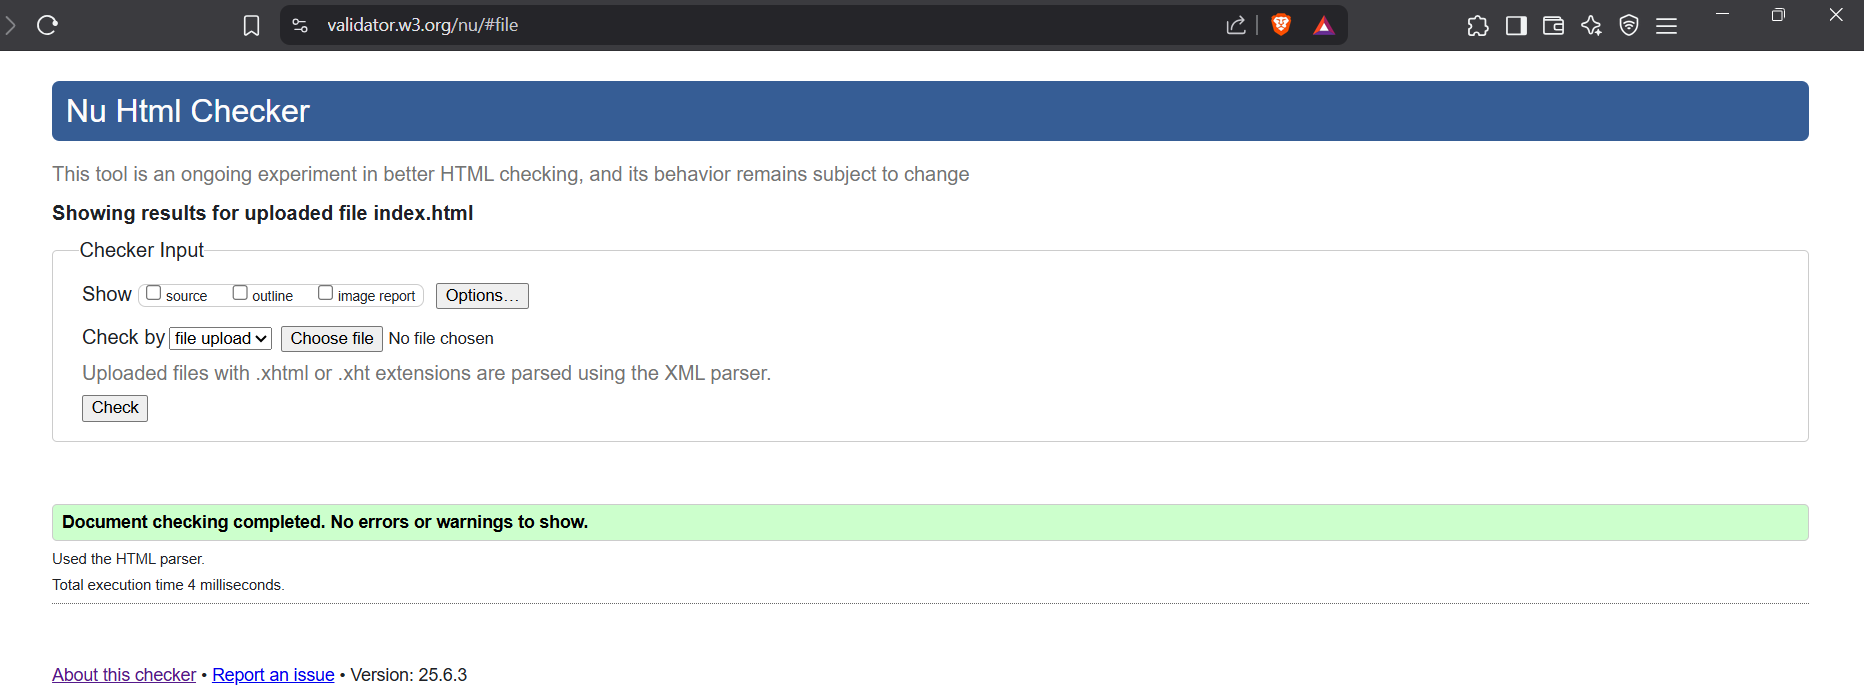 validator.w3.org/nu/#file
Nu Html Checker
This tool is an ongoing experiment in better HTML checking, and its behavior remains subject to change
Showing results for uploaded file index.html
Checker Input
Show source outline image report Options...
Check by file upload Choose file No file chosen
Uploaded files with .xhtml or .xht extensions are parsed using the XML parser.
Check
Document checking completed. No errors or warnings to show.
Used the HTML parser.
Total execution time 4 milliseconds.
About this checker • Report an issue • Version: 25.6.3